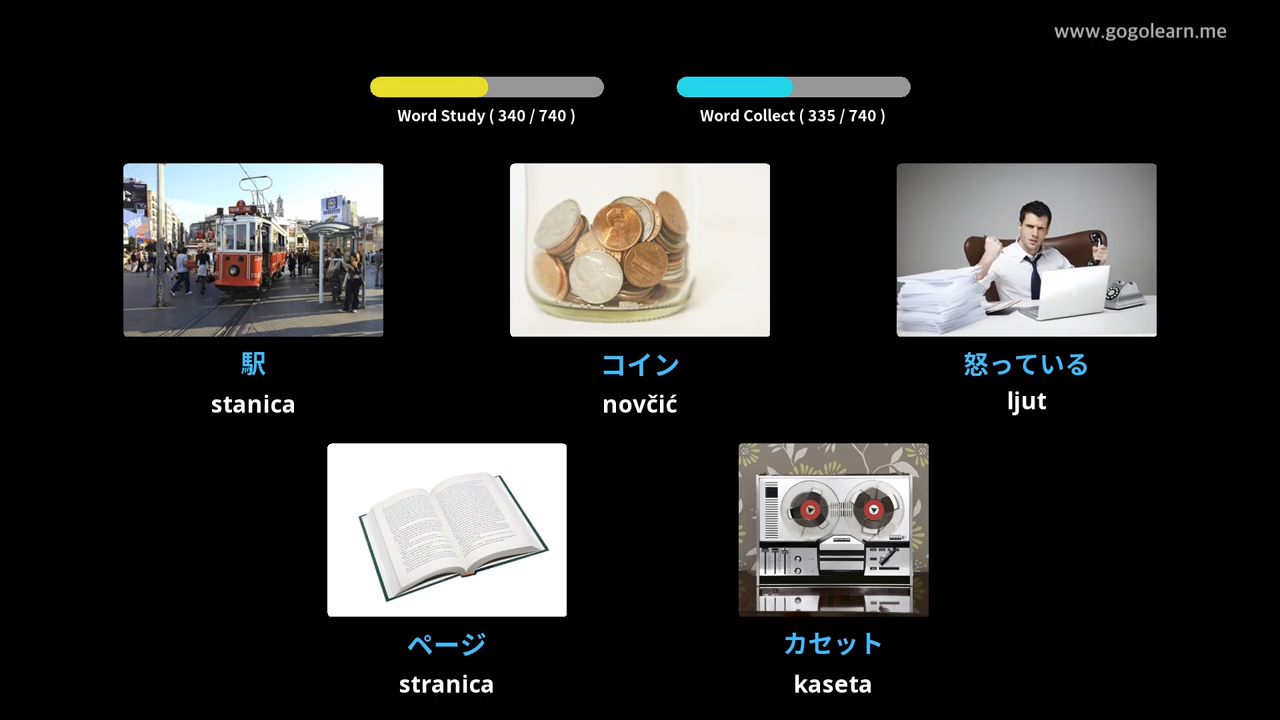 www.gogolearn.me
Word Study ( 340 / 740 )
Word Collect ( 335 / 740 )
駅
stanica
コイン
novčić
怒っている
ljut
ページ
stranica
カセット
kaseta